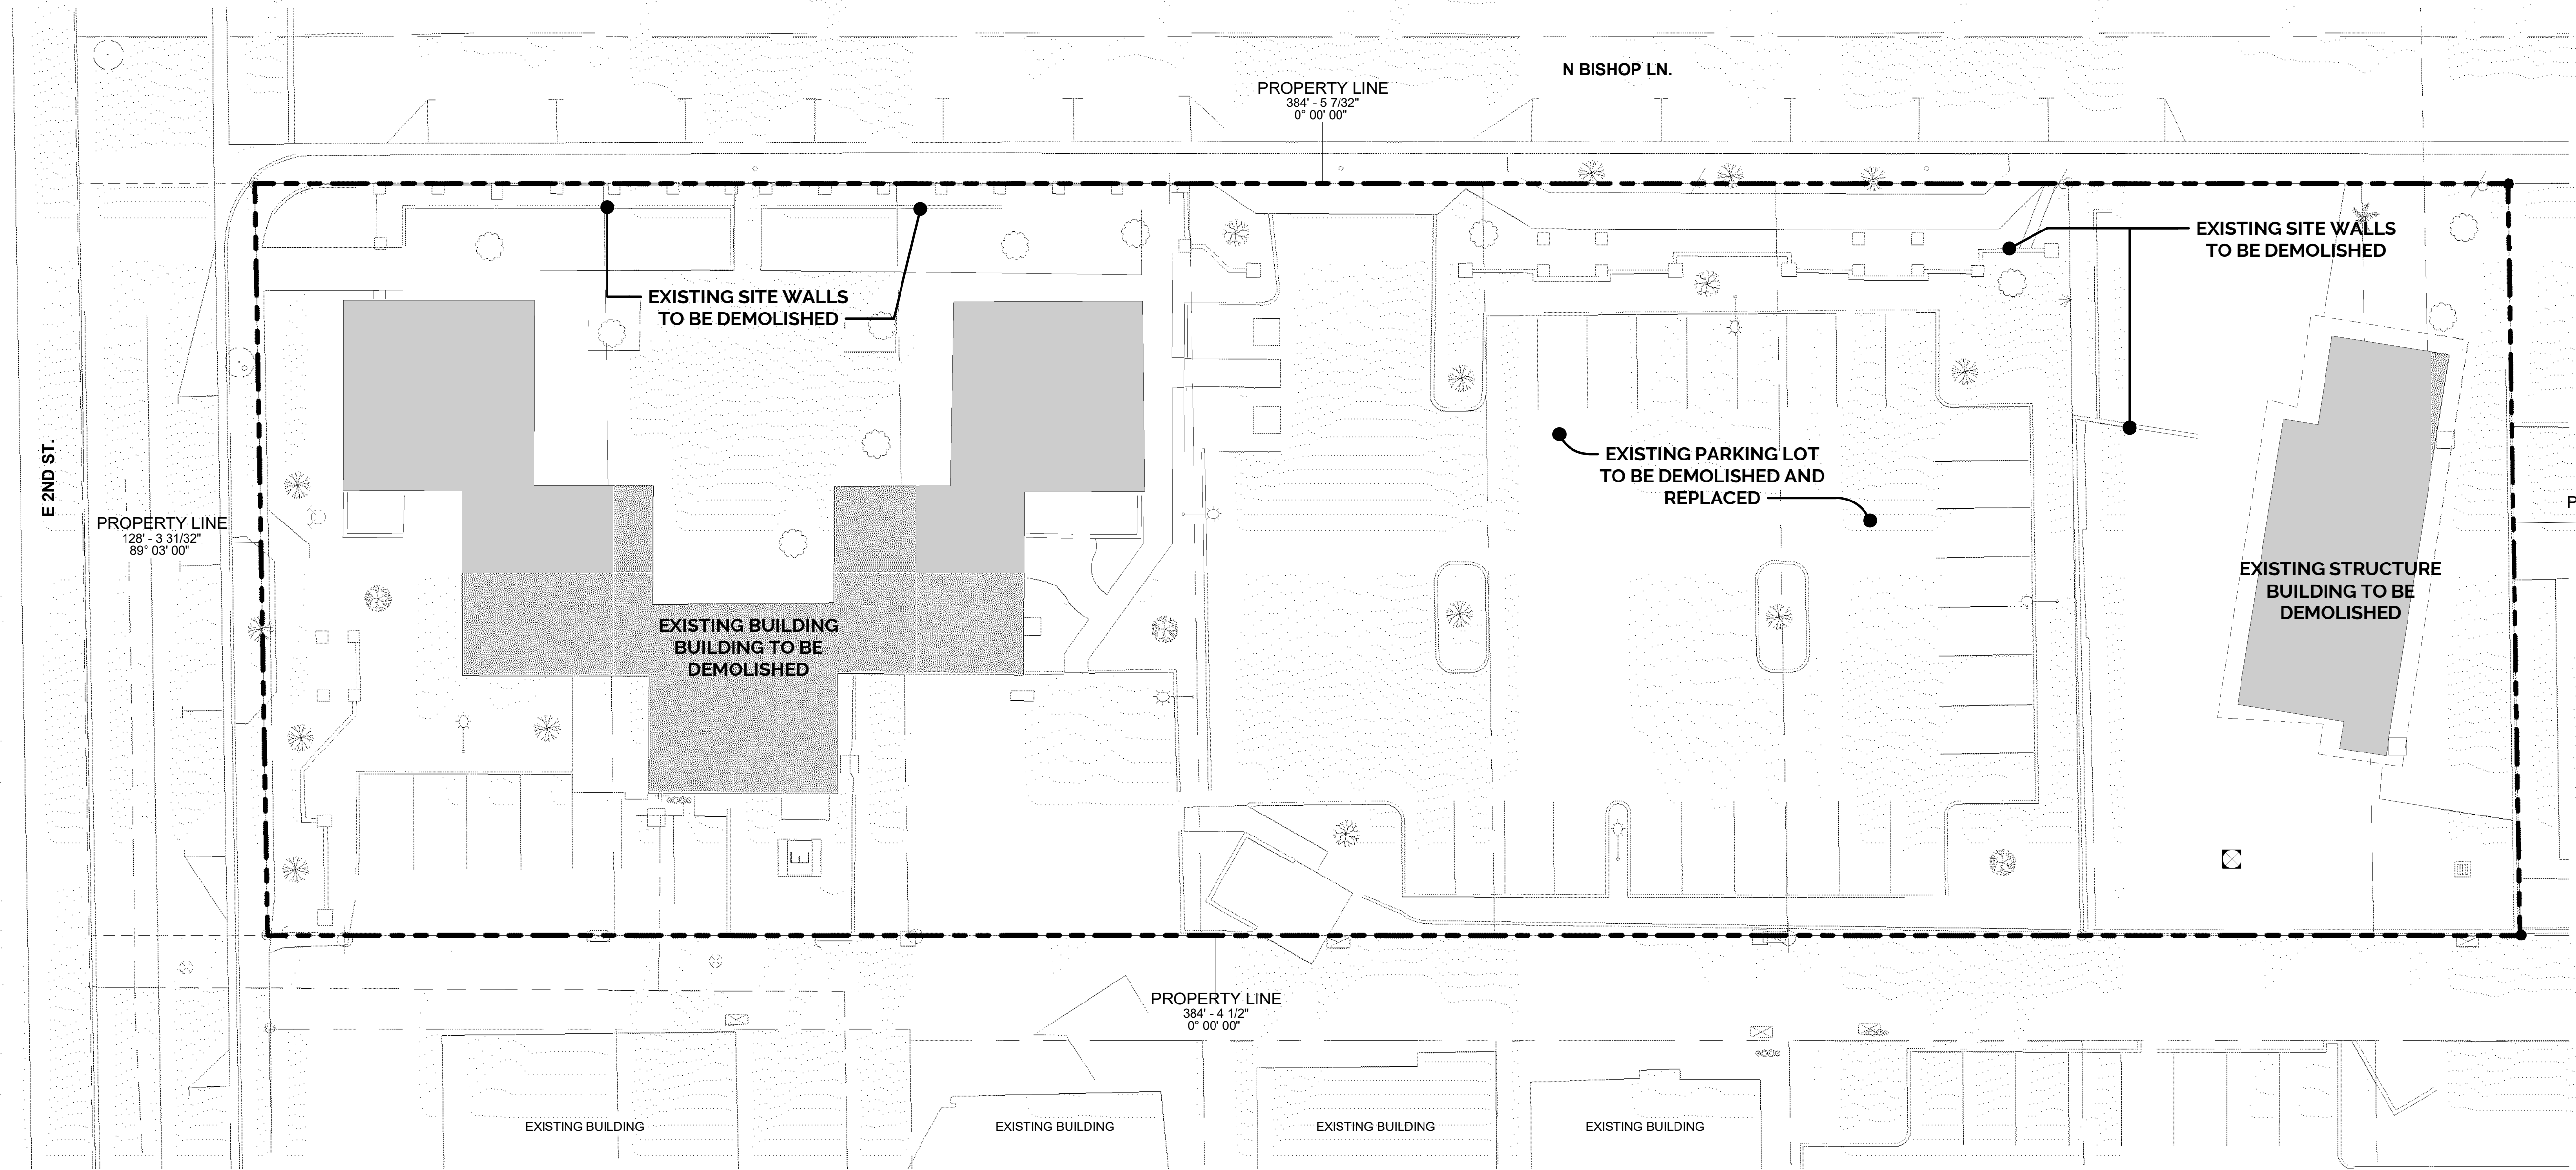 N BISHOP LN.
PROPERTY LINE
384' - 5 7/32"
0° 00' 00"
EXISTING SITE WALLS
TO BE DEMOLISHED
EXISTING SITE WALLS
TO BE DEMOLISHED
EXISTING PARKING LOT
TO BE DEMOLISHED AND
REPLACED
E 2ND ST.
PROPERTY LINE
128' - 3 31/32"
89° 03' 00"
P
EXISTING STRUCTURE
BUILDING TO BE
DEMOLISHED
EXISTING BUILDING
BUILDING TO BE
DEMOLISHED
E
PROPERTY LINE
384' - 4 1/2"
0° 00' 00"
EXISTING BUILDING
EXISTING BUILDING
EXISTING BUILDING
EXISTING BUILDING